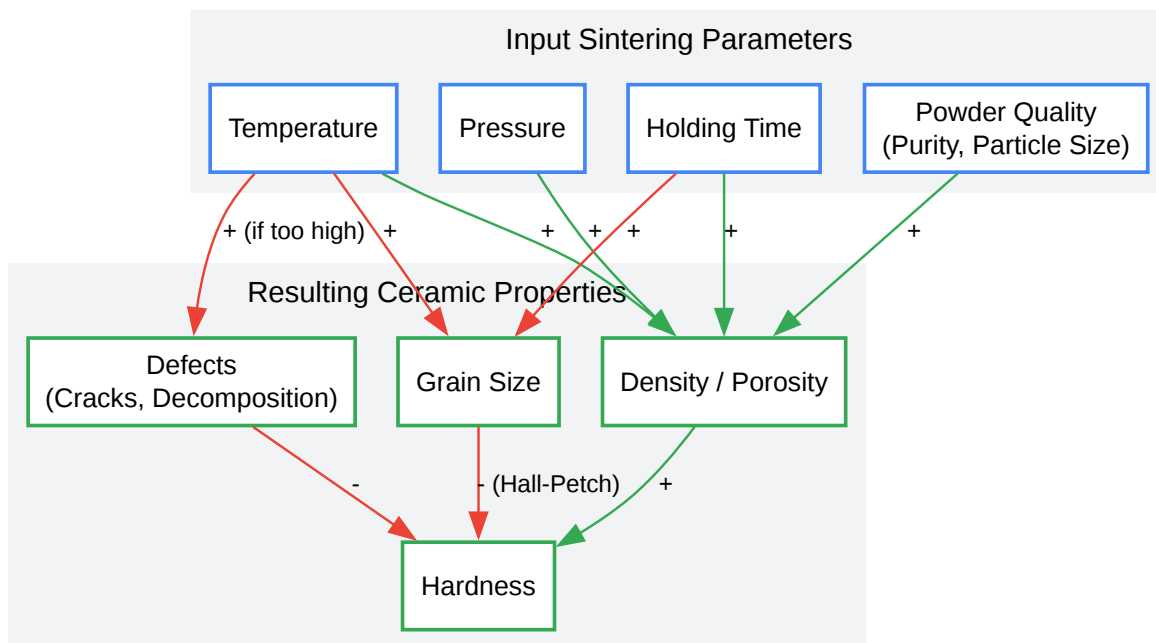 Input Sintering Parameters
Temperature
Pressure
Holding Time
Powder Quality
(Purity, Particle Size)
+ (if too high)
+
+
+
+
+
+
Resulting Ceramic Properties
Defects
(Cracks, Decomposition)
Grain Size
Density / Porosity
-
- (Hall-Petch)
+
Hardness